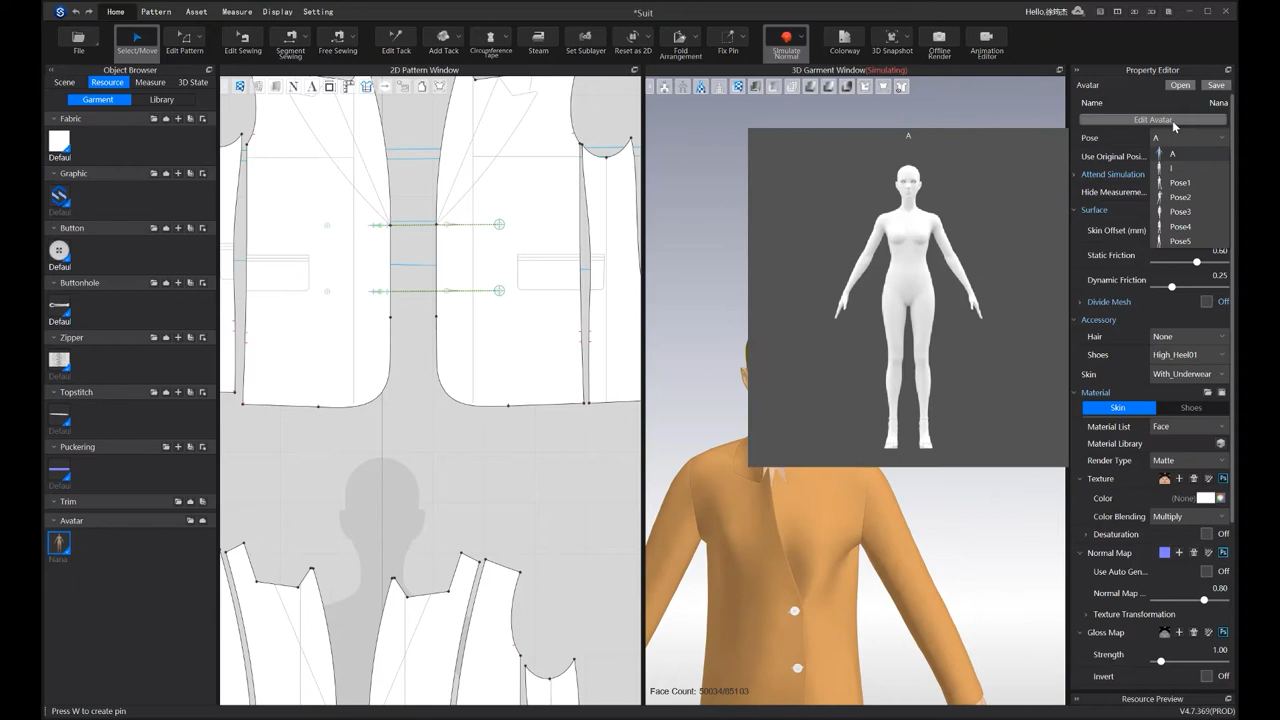 Home
Pattern
Asset
Measure
Display
Setting
*Suit
Hello,徐筠杰
File
Select/Move
Edit Pattern
Edit Sewing
Segment Sewing
Free Sewing
Edit Tack
Add Tack
Circumference Tape
Steam
Set Sublayer
Reset as 2D
Fold Arrangement
Fix Pin
Simulate Normal
Colorway
3D Snapshot
Offline Render
Animation Editor
Object Browser
2D Pattern Window
3D Garment Window(Simulating)
Property Editor
Scene
Resource
Measure
3D State
Garment
Library
Fabric
Defaul
Graphic
Defaul
Button
Defaul
Buttonhole
Defaul
Zipper
Defaul
Topstitch
Defaul
Puckering
Defaul
Trim
Avatar
Nana
A
Face Count: 50034/85103
Avatar
Open
Save
Name
Nana
Edit Avatar
Pose
A
Use Original Posi...
A
I
Attend Simulation
Pose1
Hide Measureme...
Pose2
Surface
Pose3
Skin Offset (mm)
Pose4
Pose5
Static Friction
0.60
Dynamic Friction
0.25
Divide Mesh
Off
Accessory
Hair
None
Shoes
High_Heel01
Skin
With_Underwear
Material
Skin
Shoes
Material List
Face
Material Library
Render Type
Matte
Texture
Color
(None)
Color Blending
Multiply
Desaturation
Off
Normal Map
Use Auto Gen...
Off
Normal Map ...
0.80
Texture Transformation
Gloss Map
Strength
1.00
Invert
Off
Resource Preview
Press W to create pin
V4.7.369(PROD)